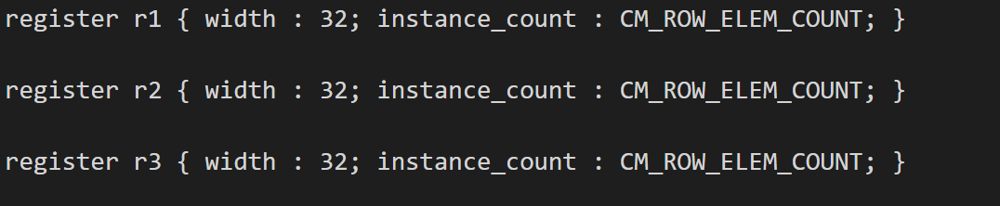 register r1 { width : 32; instance_count : CM_ROW_ELEM_COUNT; }
register r2 { width : 32; instance_count : CM_ROW_ELEM_COUNT; }
register r3 { width : 32; instance_count : CM_ROW_ELEM_COUNT; }